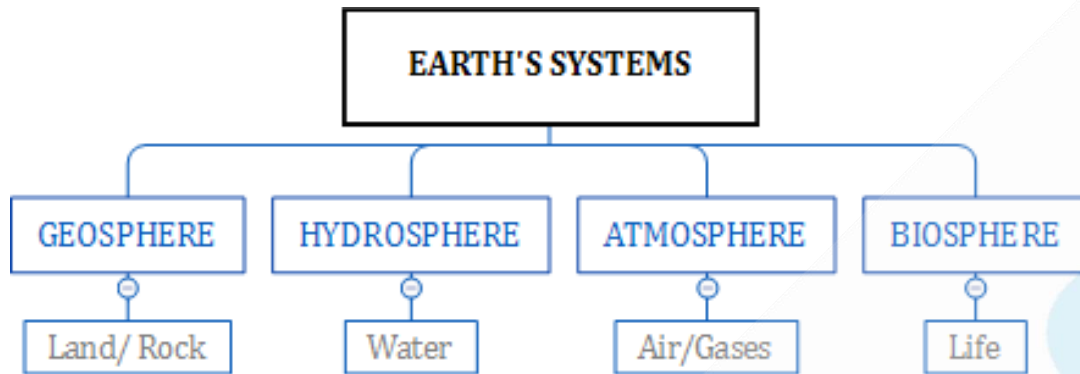 EARTH'S SYSTEMS
GEOSPHERE
HYDROSPHERE
ATMOSPHERE
BIOSPHERE
Land/ Rock
Water
Air/Gases
Life